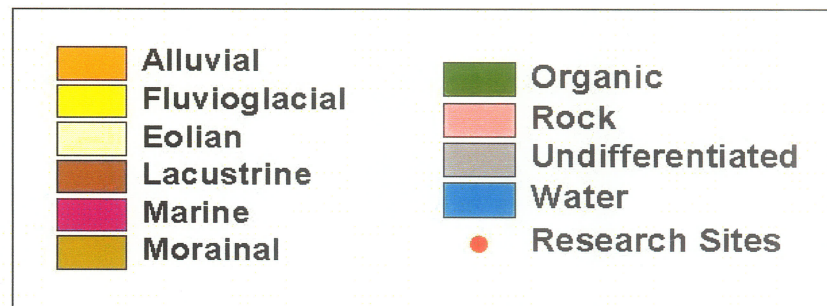 Alluvial
Fluvioglacial
Eolian
Lacustrine
Marine
Morainal
Organic
Rock
Undifferentiated
Water
Research Sites